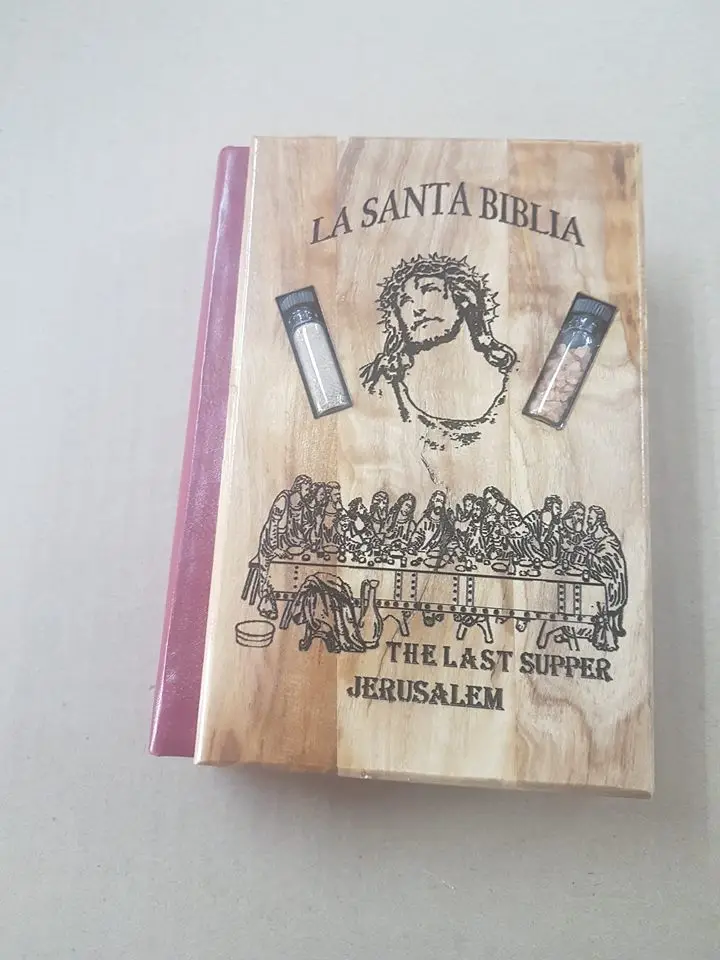 LA SANTA BIBLIA
THE LAST SUPPER
JERUSALEM